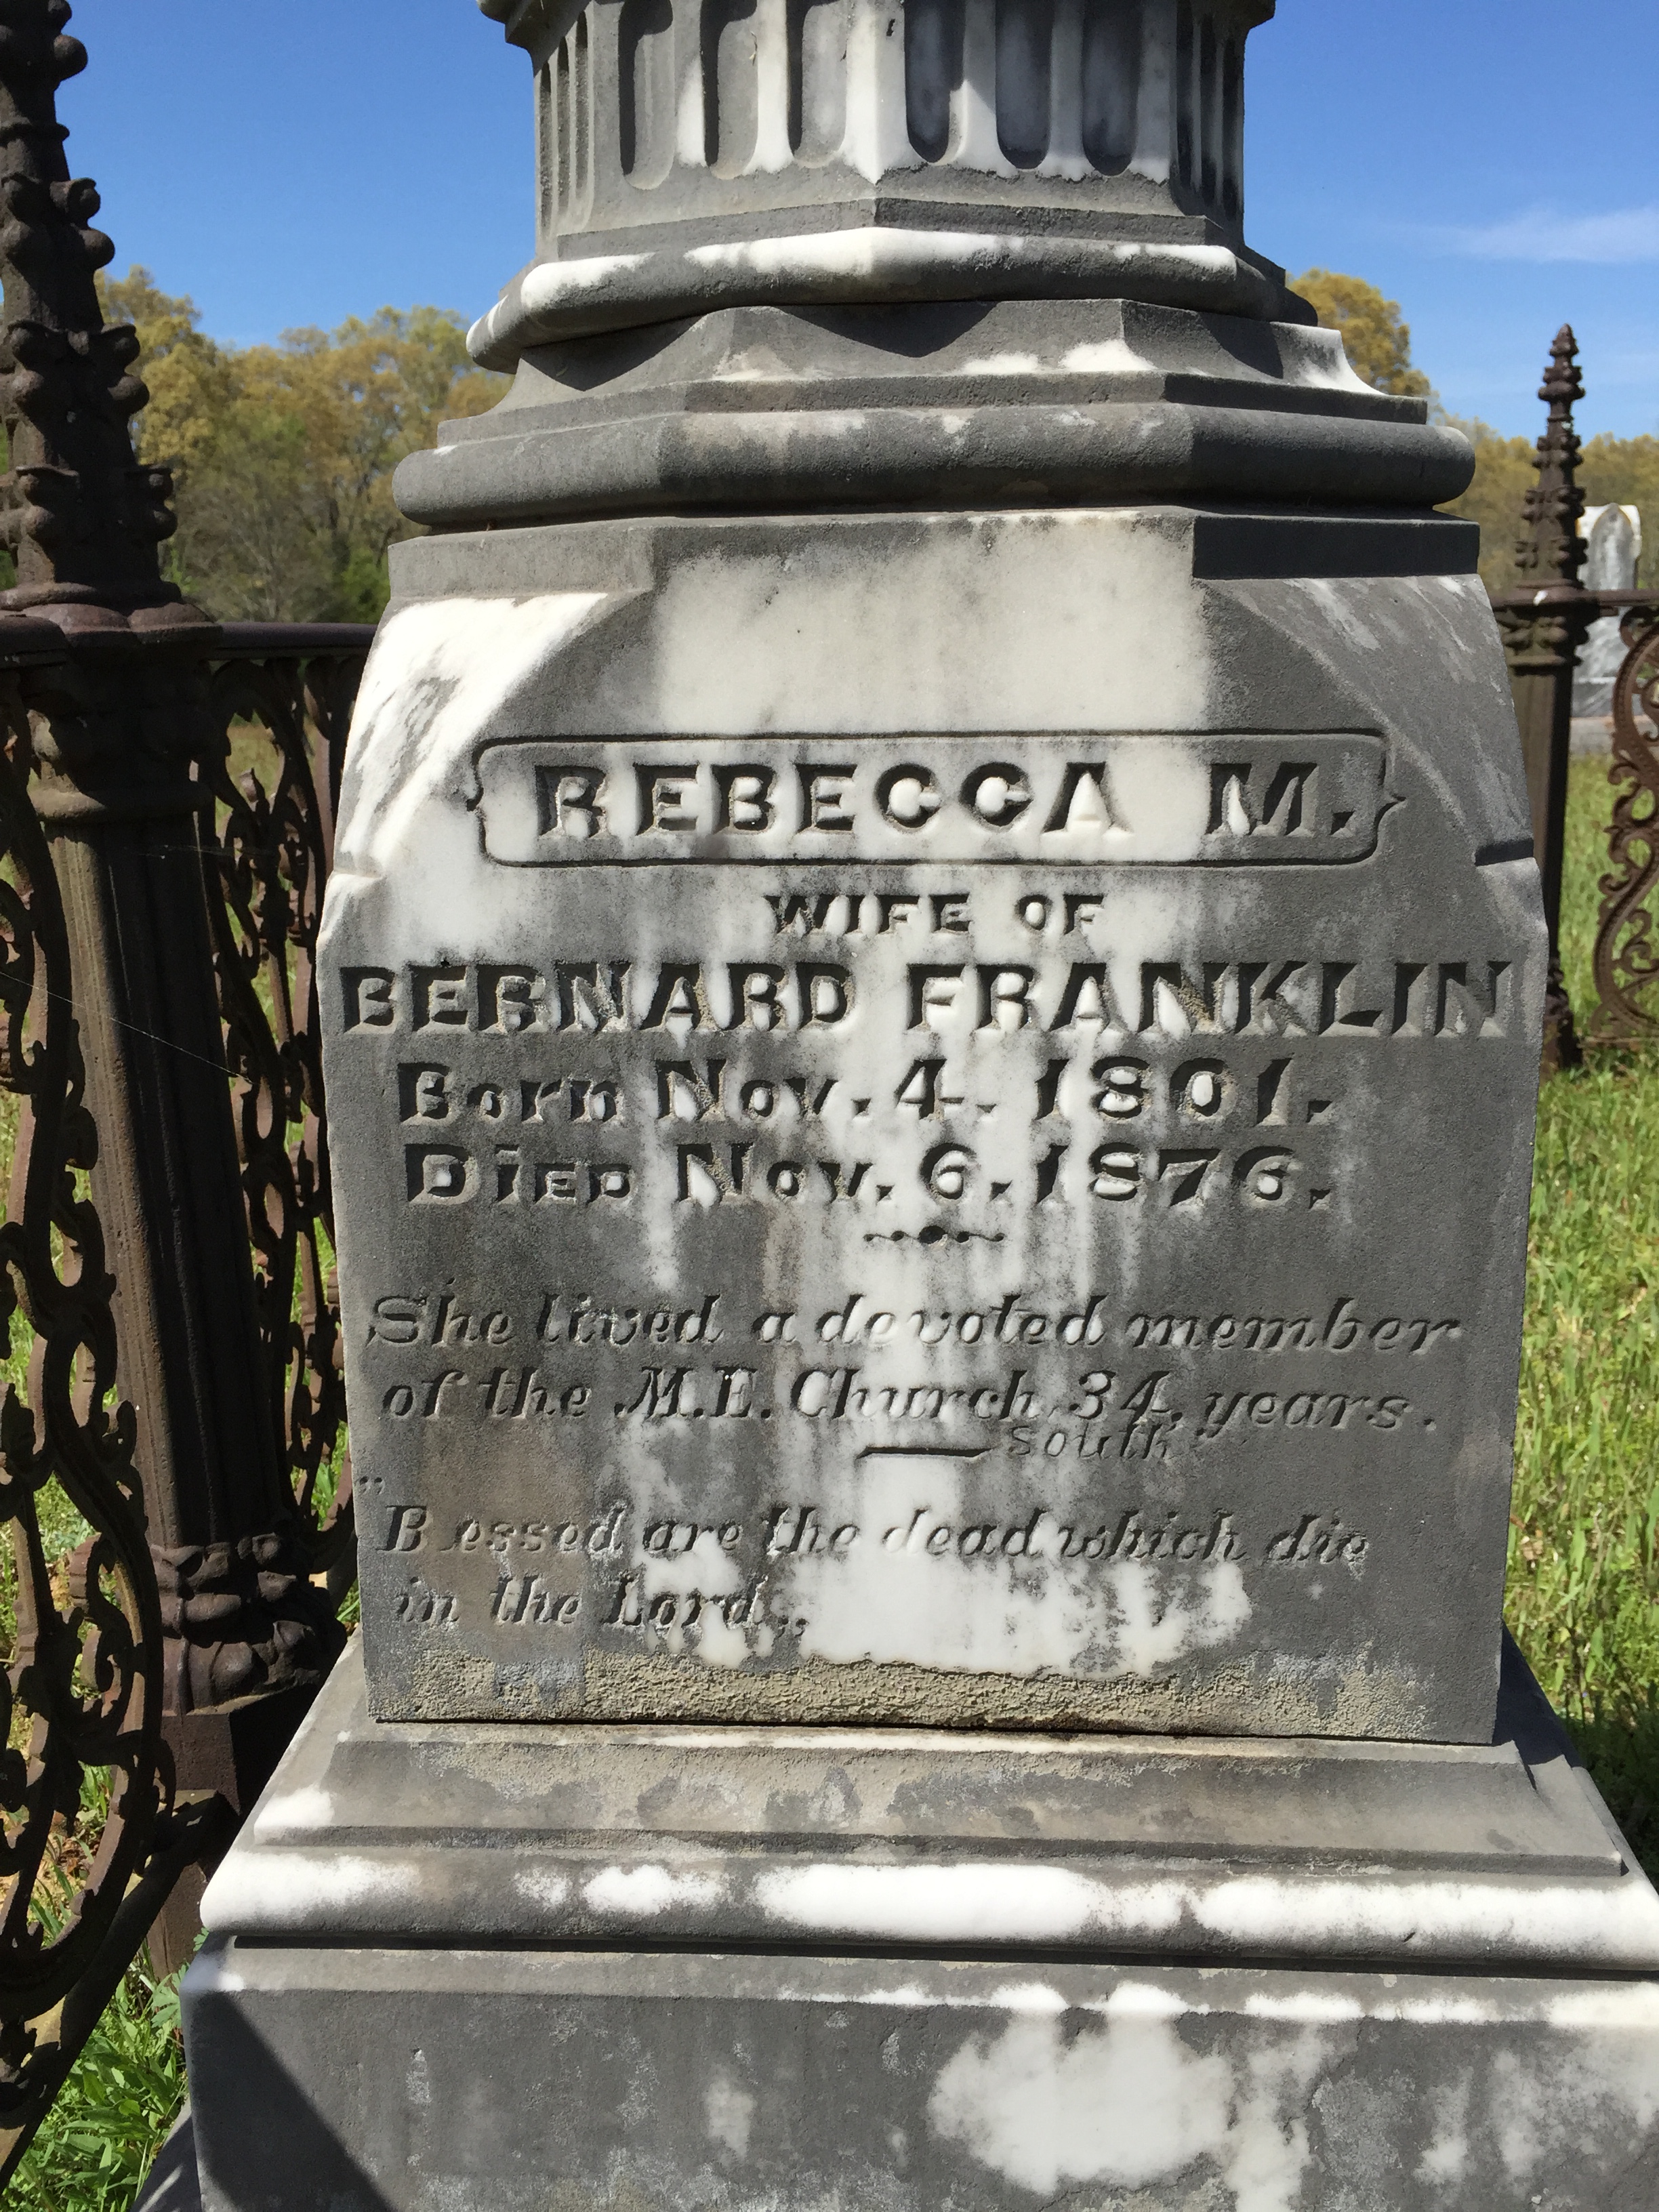 REBECCA M.
WIFE OF
BERNARD FRANKLIN
Born Nov. 4. 1801.
DiED Nov. 6. 1876.
She lived a devoted member
of the M.E. Church 34, years.
South
"Blessed are the dead which die
in the Lord.„